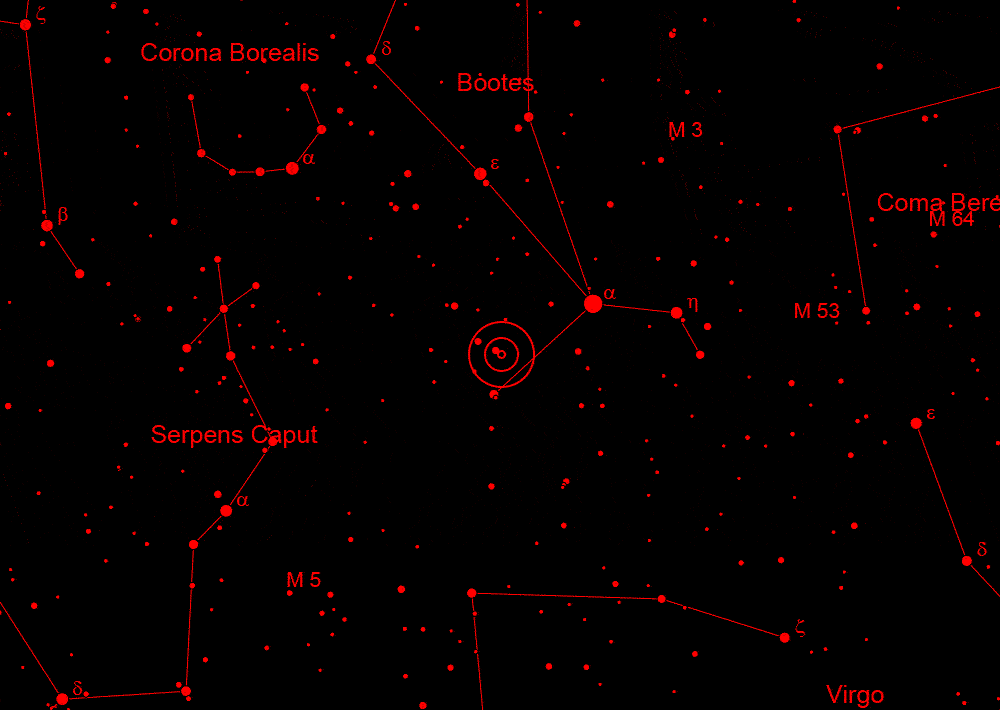 ζ
δ
Corona Borealis
Bootes
M 3
α
ε
β
Coma Bere
M 64
α
η
M 53
ε
Serpens Caput
α
δ
M 5
ζ
δ
Virgo